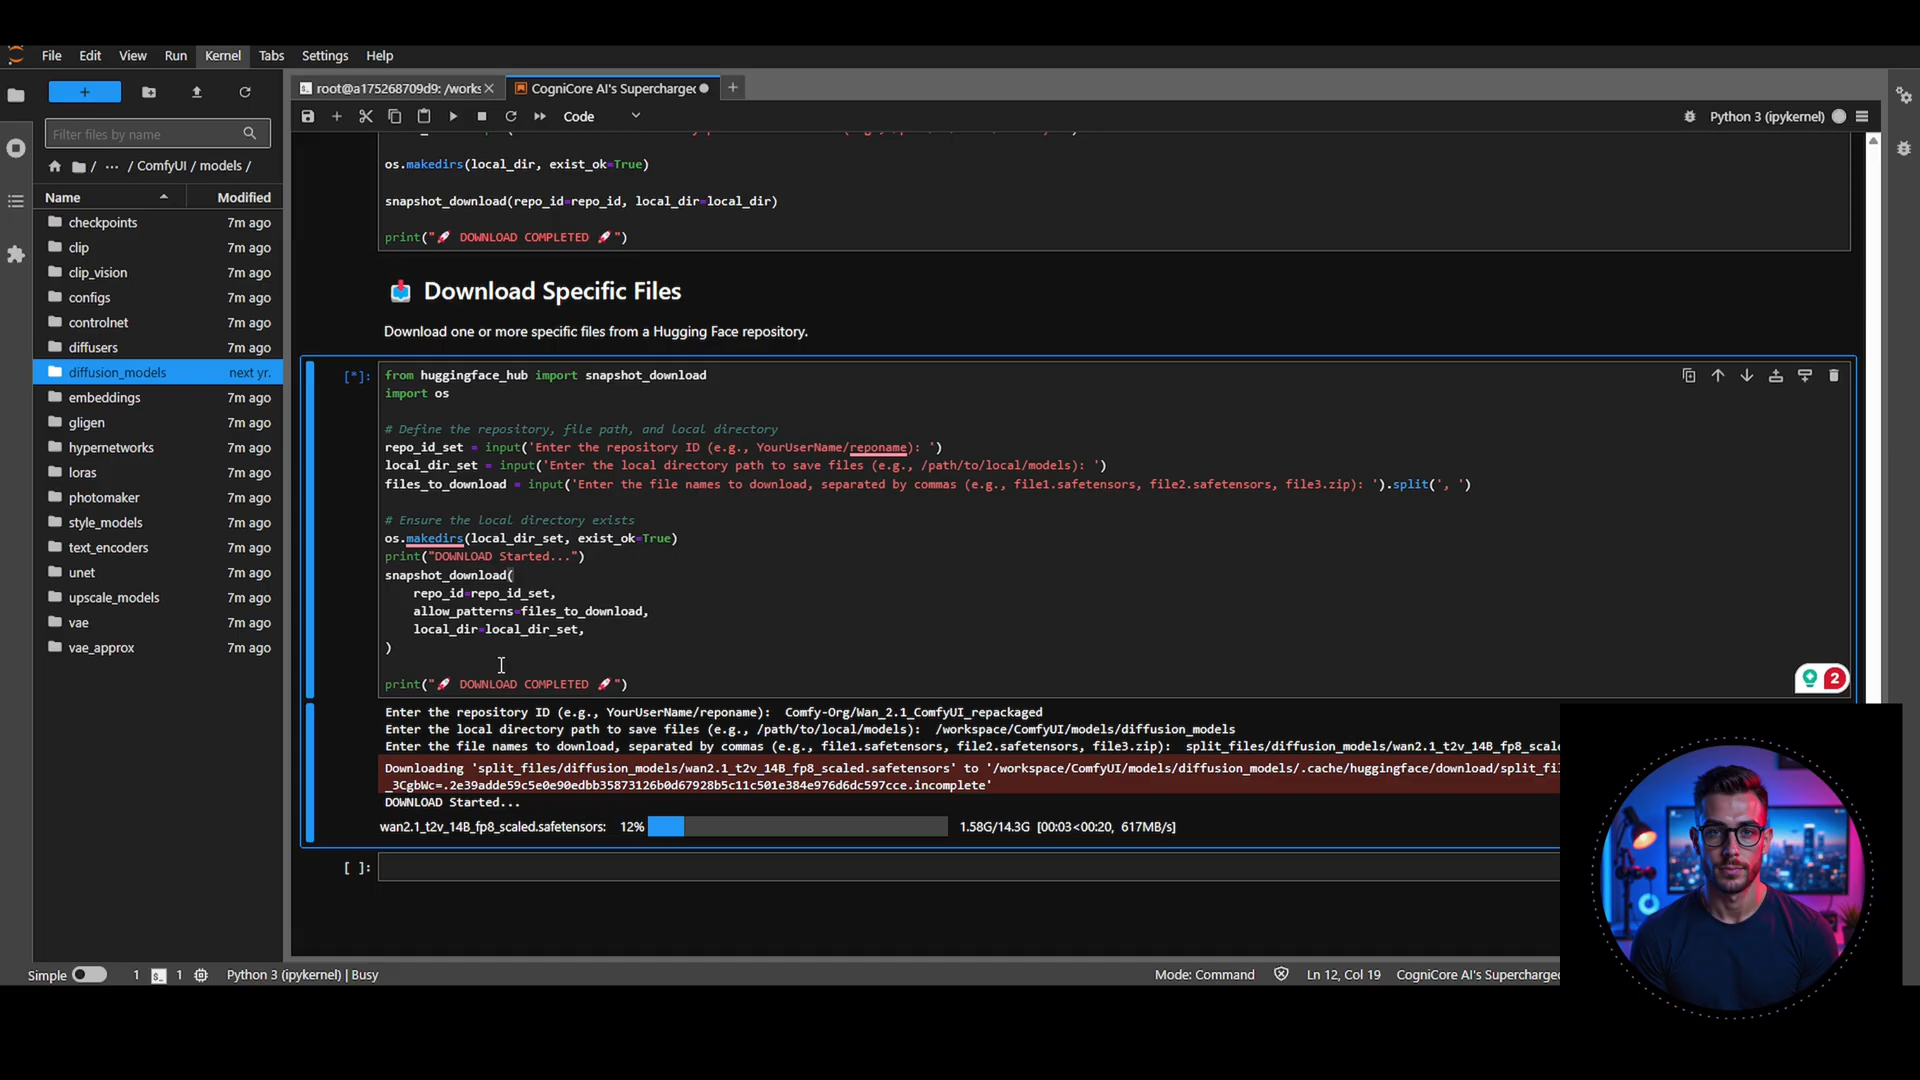 File Edit View Run Kernel Tabs Settings Help
root@a175268709d9: /works
CogniCore AI's Supercharged
Filter files by name
Code
Python 3 (ipykernel)
/ ··· / ComfyUI / models /
Name Modified
checkpoints 7m ago
clip 7m ago
clip_vision 7m ago
configs 7m ago
controlnet 7m ago
diffusers 7m ago
diffusion_models next yr.
embeddings 7m ago
gligen 7m ago
hypernetworks 7m ago
loras 7m ago
photomaker 7m ago
style_models 7m ago
text_encoders 7m ago
unet 7m ago
upscale_models 7m ago
vae 7m ago
vae_approx 7m ago
os.makedirs(local_dir, exist_ok=True)
snapshot_download(repo_id=repo_id, local_dir=local_dir)
print("🚀 DOWNLOAD COMPLETED 🚀")
📥 Download Specific Files
Download one or more specific files from a Hugging Face repository.
[*]:
from huggingface_hub import snapshot_download
import os
# Define the repository, file path, and local directory
repo_id_set = input('Enter the repository ID (e.g., YourUserName/reponame): ')
local_dir_set = input('Enter the local directory path to save files (e.g., /path/to/local/models): ')
files_to_download = input('Enter the file names to download, separated by commas (e.g., file1.safetensors, file2.safetensors, file3.zip): ').split(', ')
# Ensure the local directory exists
os.makedirs(local_dir_set, exist_ok=True)
print("DOWNLOAD Started...")
snapshot_download(
repo_id=repo_id_set,
allow_patterns=files_to_download,
local_dir=local_dir_set,
)
print("🚀 DOWNLOAD COMPLETED 🚀")
2
Enter the repository ID (e.g., YourUserName/reponame): Comfy-Org/Wan_2.1_ComfyUI_repackaged
Enter the local directory path to save files (e.g., /path/to/local/models): /workspace/ComfyUI/models/diffusion_models
Enter the file names to download, separated by commas (e.g., file1.safetensors, file2.safetensors, file3.zip): split_files/diffusion_models/wan2.1_t2v_14B_fp8_scale
Downloading 'split_files/diffusion_models/wan2.1_t2v_14B_fp8_scaled.safetensors' to '/workspace/ComfyUI/models/diffusion_models/.cache/huggingface/download/split_file
_3CgbWc=.2e39adde59c5e0e90edbb35873126b0d67928b5c11c501e384e976d6dc597cce.incomplete'
DOWNLOAD Started...
wan2.1_t2v_14B_fp8_scaled.safetensors: 12% 1.58G/14.3G [00:03<00:20, 617MB/s]
[ ]:
Simple 1 1 Python 3 (ipykernel) | Busy Mode: Command Ln 12, Col 19 CogniCore AI's Supercharged